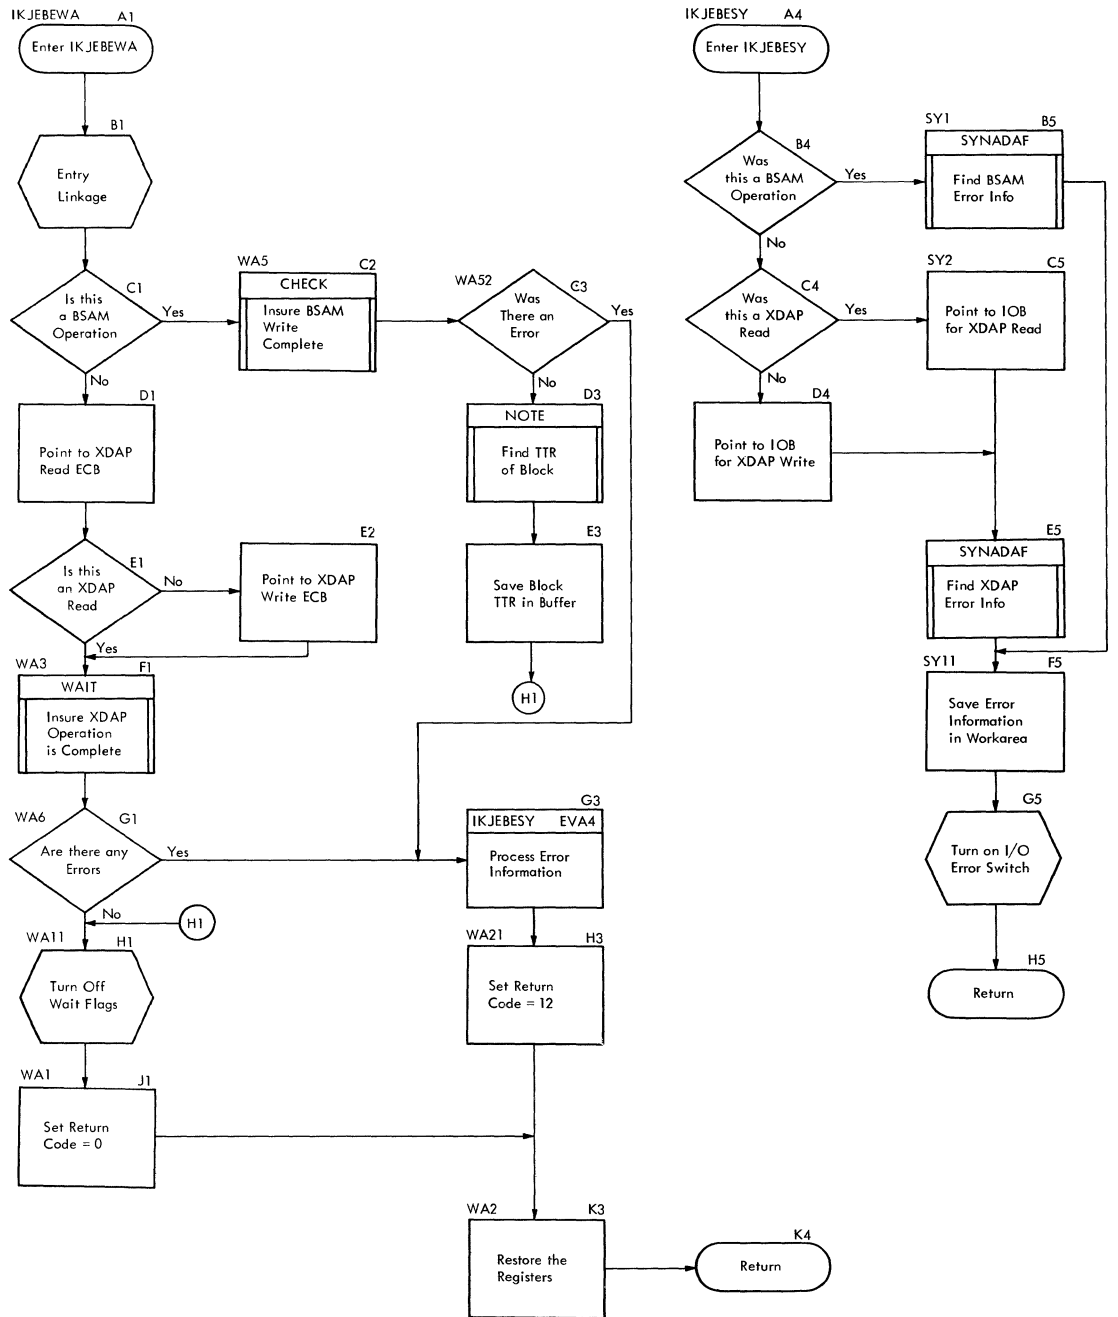 IKJEBEWA A1
Enter IKJEBEWA
B1
Entry
Linkage
C1
Is this
a BSAM
Operation
Yes
No
WA5 C2
CHECK
Insure BSAM
Write
Complete
WA52 C3
Was
There an
Error
Yes
No
D1
Point to XDAP
Read ECB
D3
NOTE
Find TTR
of Block
E1
Is this
an XDAP
Read
No
Yes
E2
Point to XDAP
Write ECB
E3
Save Block
TTR in Buffer
H1
WA3 F1
WAIT
Insure XDAP
Operation
is Complete
WA6 G1
Are there any
Errors
Yes
No
H1
G3
IKJEBESY EVA4
Process Error
Information
WA11 H1
Turn Off
Wait Flags
WA21 H3
Set Return
Code = 12
WA1 J1
Set Return
Code = 0
WA2 K3
Restore the
Registers
K4
Return
IKJEBESY A4
Enter IKJEBESY
B4
Was
this a BSAM
Operation
Yes
No
SY1 B5
SYNADAF
Find BSAM
Error Info
C4
Was
this a XDAP
Read
Yes
No
SY2 C5
Point to IOB
for XDAP Read
D4
Point to IOB
for XDAP Write
E5
SYNADAF
Find XDAP
Error Info
SY11 F5
Save Error
Information
in Workarea
G5
Turn on I/O
Error Switch
H5
Return